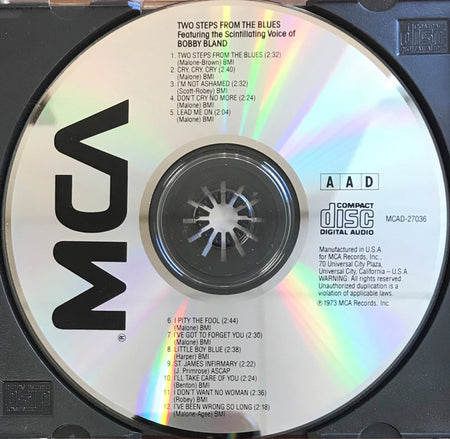 TWO STEPS FROM THE BLUES
Featuring the Scintillating Voice of
BOBBY BLAND
1. TWO STEPS FROM THE BLUES (2:32)
(Malone-Brown) BMI
2. CRY, CRY, CRY (2:40)
(Malone) BMI
3. I'M NOT ASHAMED (2:32)
(Scott-Robey) BMI
4. DON'T CRY NO MORE (2:24)
(Malone) BMI
5. LEAD ME ON (2:04)
(Malone) BMI
MCA
®
A A D
COMPACT
disc
DIGITAL AUDIO
MCAD-27036
Manufactured in U.S.A.
for MCA Records, Inc.,
70 Universal City Plaza,
Universal City, California – U.S.A
WARNING: All rights reserved
Unauthorized duplication is a
violation of applicable laws.
℗1973 MCA Records, Inc.
6. I PITY THE FOOL (2:44)
(Malone) BMI
7. I'VE GOT TO FORGET YOU (2:35)
(Malone) BMI
8. LITTLE BOY BLUE (2:38)
(Harper) BMI
9. ST. JAMES INFIRMARY (2:22)
(J. Primrose) ASCAP
10. I'LL TAKE CARE OF YOU (2:24)
(Benton) BMI
11. I DON'T WANT NO WOMAN (2:36)
(Robey) BMI
12. I'VE BEEN WRONG SO LONG (2:18)
(Malone-Agee) BMI